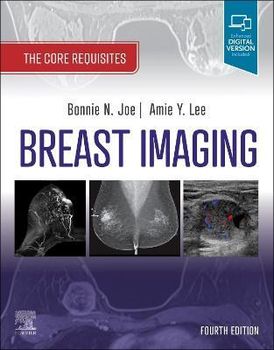 Enhanced
DIGITAL
VERSION
Included
THE CORE REQUISITES
Bonnie N. Joe | Amie Y. Lee
BREAST IMAGING
FOURTH EDITION
ELSEVIER